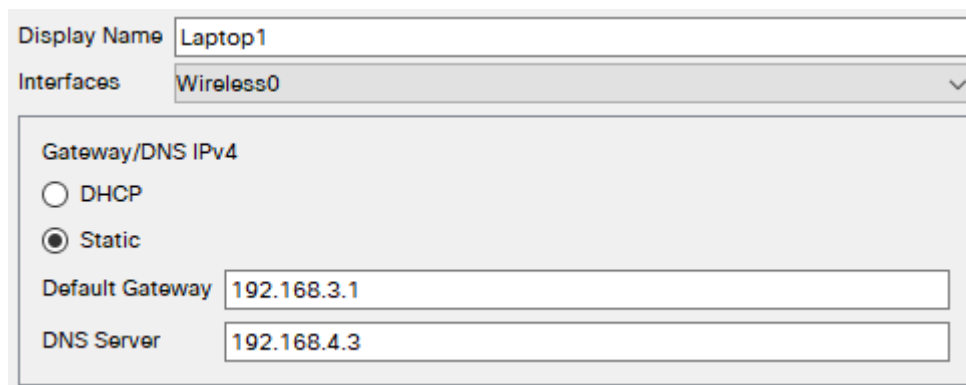 Display Name Laptop1
Interfaces Wireless0
Gateway/DNS IPv4
DHCP
Static
Default Gateway 192.168.3.1
DNS Server 192.168.4.3